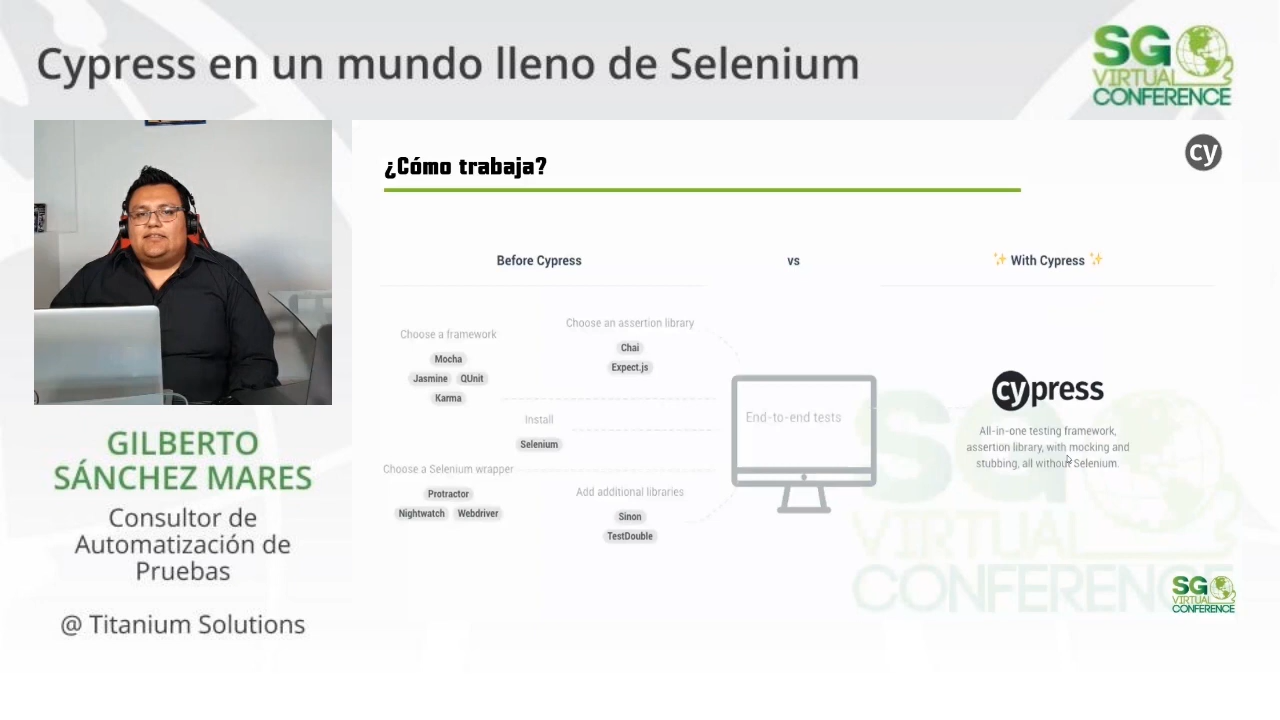 Cypress en un mundo lleno de Selenium
SG
VIRTUAL
CONFERENCE
¿Cómo trabaja?
cy
Before Cypress
vs
✨ With Cypress ✨
Choose a framework
Mocha
Jasmine QUnit
Karma
Choose an assertion library
Chai
Expect.js
Install
Selenium
Choose a Selenium wrapper
Protractor
Nightwatch Webdriver
Add additional libraries
Sinon
TestDouble
End-to-end tests
cypress
All-in-one testing framework,
assertion library, with mocking and
stubbing, all without Selenium.
GILBERTO
SÁNCHEZ MARES
Consultor de
Automatización de
Pruebas
@ Titanium Solutions
SG
VIRTUAL
CONFERENCE
SG
VIRTUAL
CONFERENCE